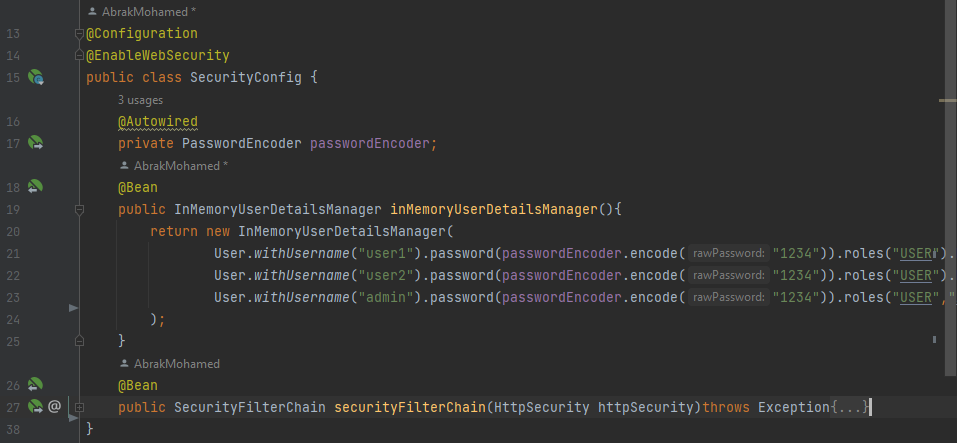 AbrakMohamed *
13 @Configuration
14 @EnableWebSecurity
15 public class SecurityConfig {
3 usages
16 @Autowired
17 private PasswordEncoder passwordEncoder;
AbrakMohamed *
18 @Bean
19 public InMemoryUserDetailsManager inMemoryUserDetailsManager(){
20 return new InMemoryUserDetailsManager(
21 User.withUsername("user1").password(passwordEncoder.encode( rawPassword: "1234")).roles("USER").
22 User.withUsername("user2").password(passwordEncoder.encode( rawPassword: "1234")).roles("USER").
23 User.withUsername("admin").password(passwordEncoder.encode( rawPassword: "1234")).roles("USER","
24 );
25 }
AbrakMohamed
26 @Bean
27 @ public SecurityFilterChain securityFilterChain(HttpSecurity httpSecurity)throws Exception{...}
38 }